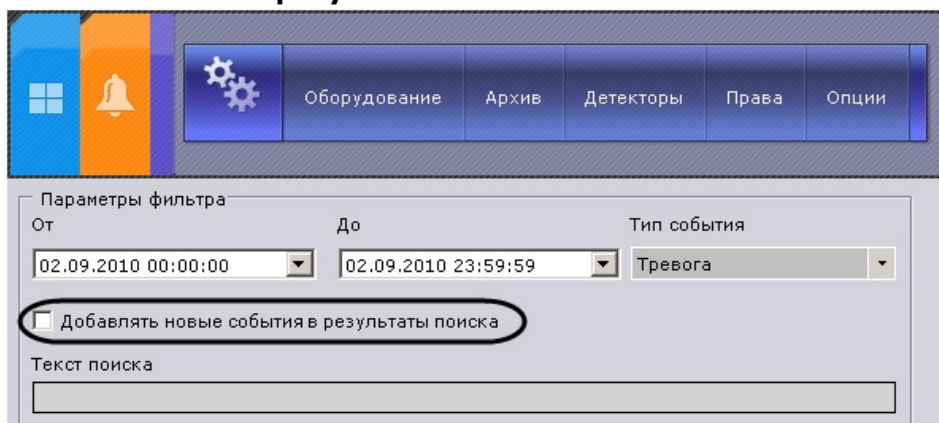 Оборудование Архив Детекторы Права Опции
Параметры фильтра
От До Тип события
02.09.2010 00:00:00 02.09.2010 23:59:59 Тревога
Добавлять новые события в результаты поиска
Текст поиска